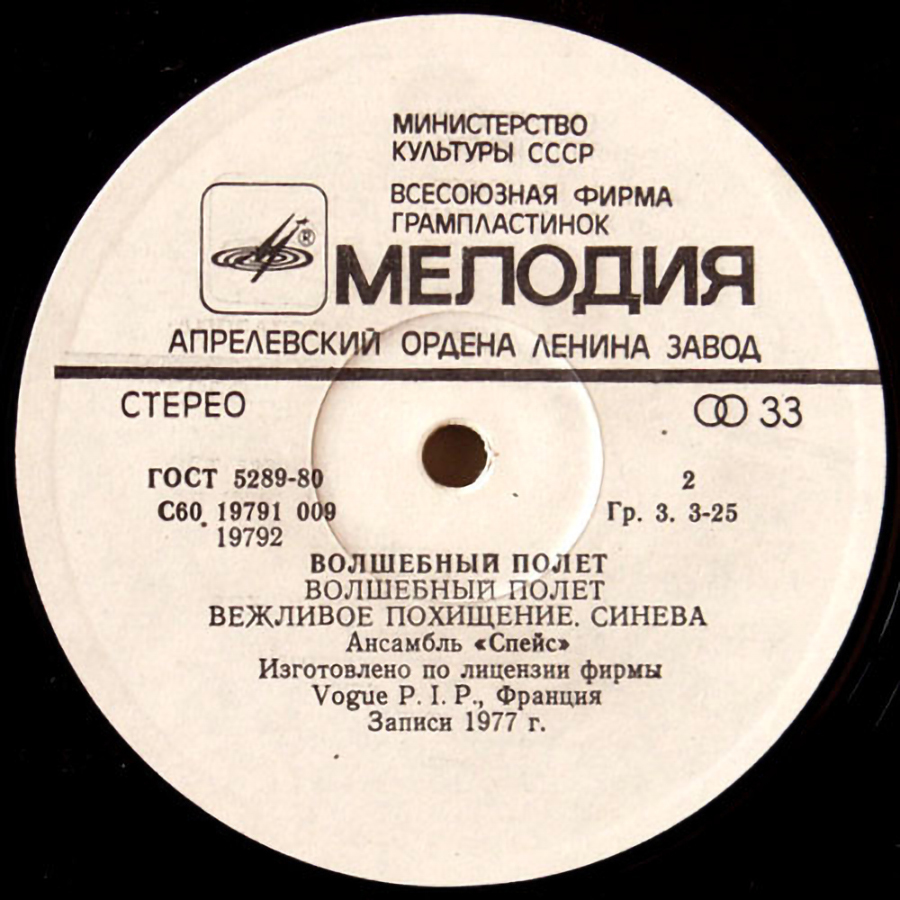 МИНИСТЕРСТВО
КУЛЬТУРЫ СССР
ВСЕСОЮЗНАЯ ФИРМА
ГРАМПЛАСТИНОК
®
МЕЛОДИЯ
АПРЕЛЕВСКИЙ ОРДЕНА ЛЕНИНА ЗАВОД
СТЕРЕО 33
ГОСТ 5289-80 2
С60 19791 009 Гр. 3. 3-25
19792
ВОЛШЕБНЫЙ ПОЛЕТ
ВОЛШЕБНЫЙ ПОЛЕТ
ВЕЖЛИВОЕ ПОХИЩЕНИЕ. СИНЕВА
Ансамбль «Спейс»
Изготовлено по лицензии фирмы
Vogue P. I. P., Франция
Записи 1977 г.